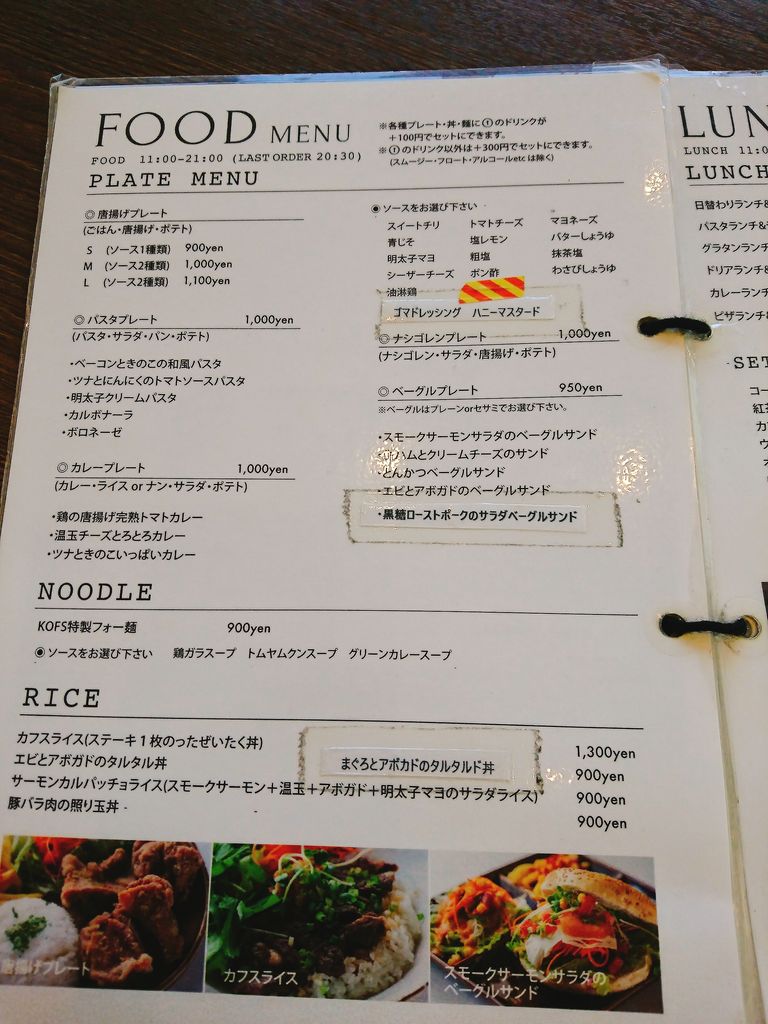 FOOD MENU
FOOD 11:00-21:00 (LAST ORDER 20:30)
※各種プレート・丼・麺に①のドリンクが
+100円でセットにできます。
※①のドリンク以外は+300円でセットにできます。
(スムージー・フロート・アルコールetc は除く)
PLATE MENU
◎ 唐揚げプレート
(ごはん・唐揚げ・ポテト)
S (ソース1種類) 900yen
M (ソース2種類) 1,000yen
L (ソース2種類) 1,100yen
◎ パスタプレート 1,000yen
(パスタ・サラダ・パン・ポテト)
・ベーコンときのこの和風パスタ
・ツナとにんにくのトマトソースパスタ
・明太子クリームパスタ
・カルボナーラ
・ボロネーゼ
◎ カレープレート 1,000yen
(カレー・ライス or ナン・サラダ・ポテト)
・鶏の唐揚げ完熟トマトカレー
・温玉チーズとろとろカレー
・ツナときのこいっぱいカレー
◉ ソースをお選び下さい
スイートチリ トマトチーズ マヨネーズ
青じそ 塩レモン バターしょうゆ
明太子マヨ 粗塩 抹茶塩
シーザーチーズ ポン酢 わさびしょうゆ
油淋鶏
ゴマドレッシング ハニーマスタード
◎ ナシゴレンプレート 1,000yen
(ナシゴレン・サラダ・唐揚げ・ポテト)
◎ ベーグルプレート 950yen
※ベーグルはプレーンorセサミでお選び下さい。
・スモークサーモンサラダのベーグルサンド
ハムとクリームチーズのサンド
・とんかつベーグルサンド
・エビとアボガドのベーグルサンド
・黒糖ローストポークのサラダベーグルサンド
NOODLE
KOFS特製フォー麺 900yen
◉ ソースをお選び下さい 鶏ガラスープ トムヤムクンスープ グリーンカレースープ
RICE
カフスライス(ステーキ1枚のったぜいたく丼) 1,300yen
エビとアボガドのタルタル丼 まぐろとアボカドのタルタルド丼 900yen
サーモンカルパッチョライス(スモークサーモン+温玉+アボガド+明太子マヨのサラダライス) 900yen
豚バラ肉の照り玉丼 900yen
唐揚げプレート
カフスライス
スモークサーモンサラダの
ベーグルサンド
LUN
LUNCH 11:0
LUNCH
日替わりランチ&
パスタランチ&
グラタンランチ
ドリアランチ&
カレーランチ
ピザランチ&
SET
コー
紅茶
カ
ウ